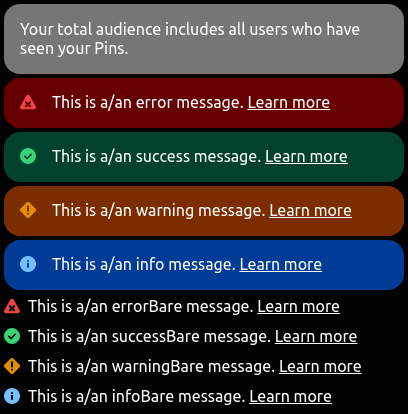 Your total audience includes all users who have
seen your Pins.
This is a/an error message. Learn more
This is a/an success message. Learn more
This is a/an warning message. Learn more
This is a/an info message. Learn more
This is a/an errorBare message. Learn more
This is a/an successBare message. Learn more
This is a/an warningBare message. Learn more
This is a/an infoBare message. Learn more